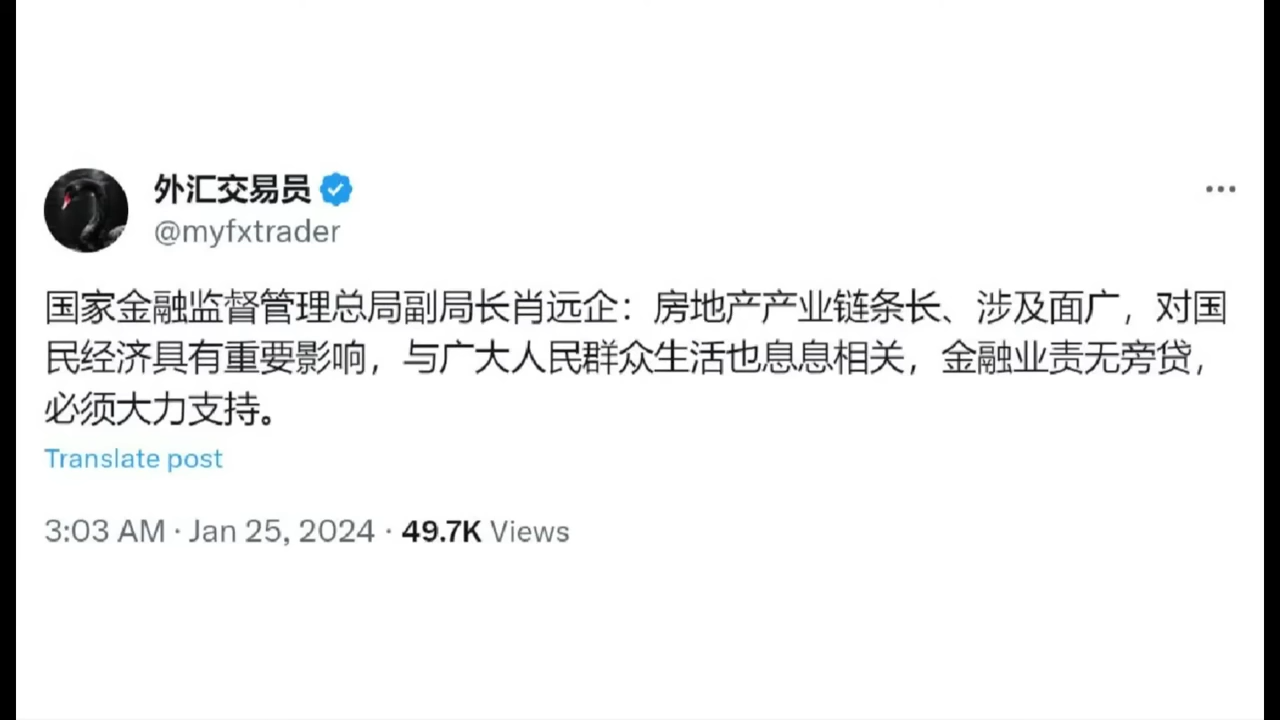 外汇交易员
@myfxtrader
国家金融监督管理总局副局长肖远企：房地产产业链条长、涉及面广，对国
民经济具有重要影响，与广大人民群众生活也息息相关，金融业责无旁贷，
必须大力支持。
Translate post
3:03 AM · Jan 25, 2024 · 49.7K Views